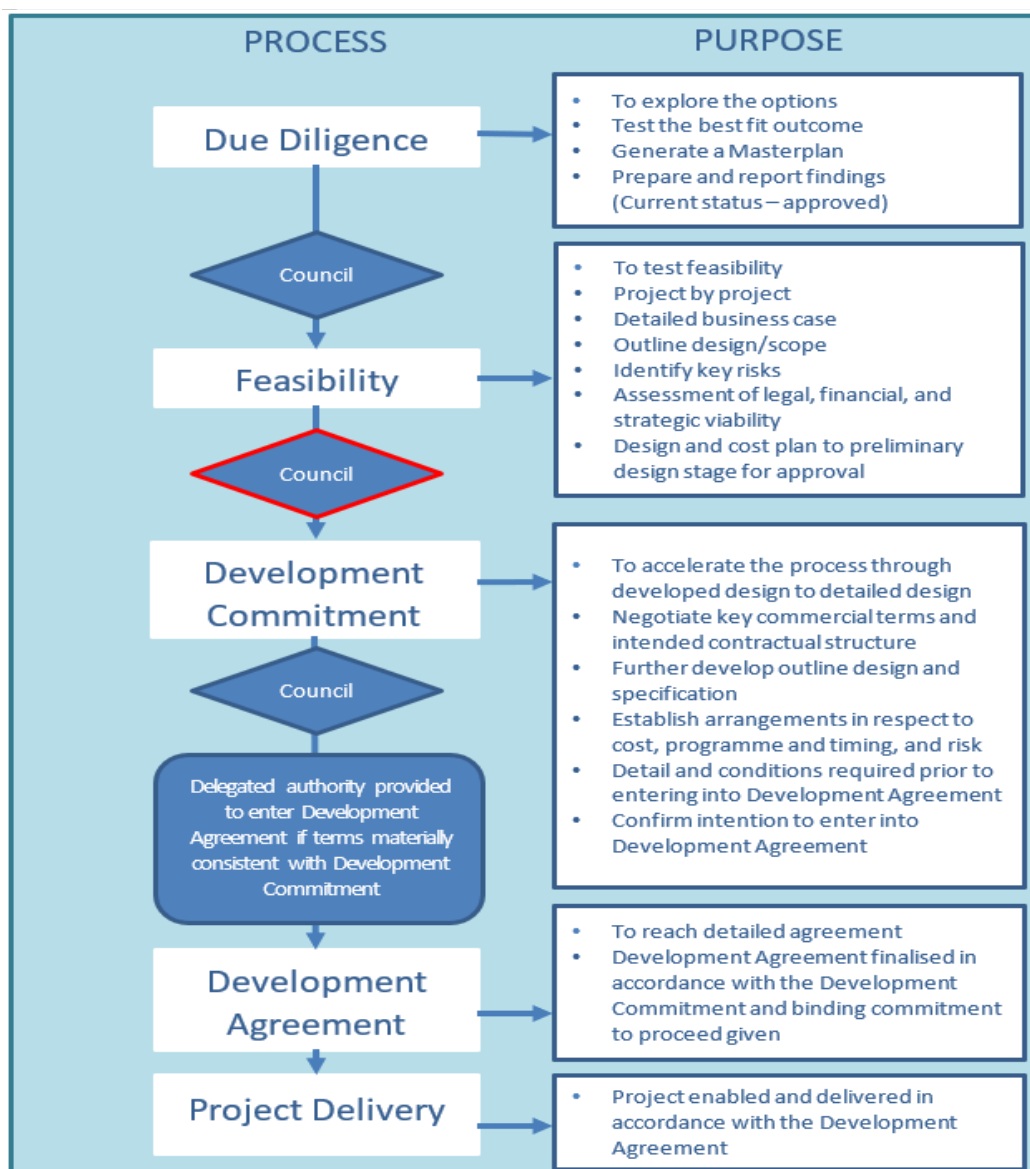 PROCESS
PURPOSE
Due Diligence
• To explore the options
• Test the best fit outcome
• Generate a Masterplan
• Prepare and report findings
(Current status – approved)
Council
Feasibility
• To test feasibility
• Project by project
• Detailed business case
• Outline design/scope
• Identify key risks
• Assessment of legal, financial, and
strategic viability
• Design and cost plan to preliminary
design stage for approval
Council
Development
Commitment
• To accelerate the process through
developed design to detailed design
• Negotiate key commercial terms and
intended contractual structure
• Further develop outline design and
specification
• Establish arrangements in respect to
cost, programme and timing, and risk
• Detail and conditions required prior to
entering into Development Agreement
• Confirm intention to enter into
Development Agreement
Council
Delegated authority provided
to enter Development
Agreement if terms materially
consistent with Development
Commitment
Development
Agreement
• To reach detailed agreement
• Development Agreement finalised in
accordance with the Development
Commitment and binding commitment
to proceed given
Project Delivery
• Project enabled and delivered in
accordance with the Development
Agreement